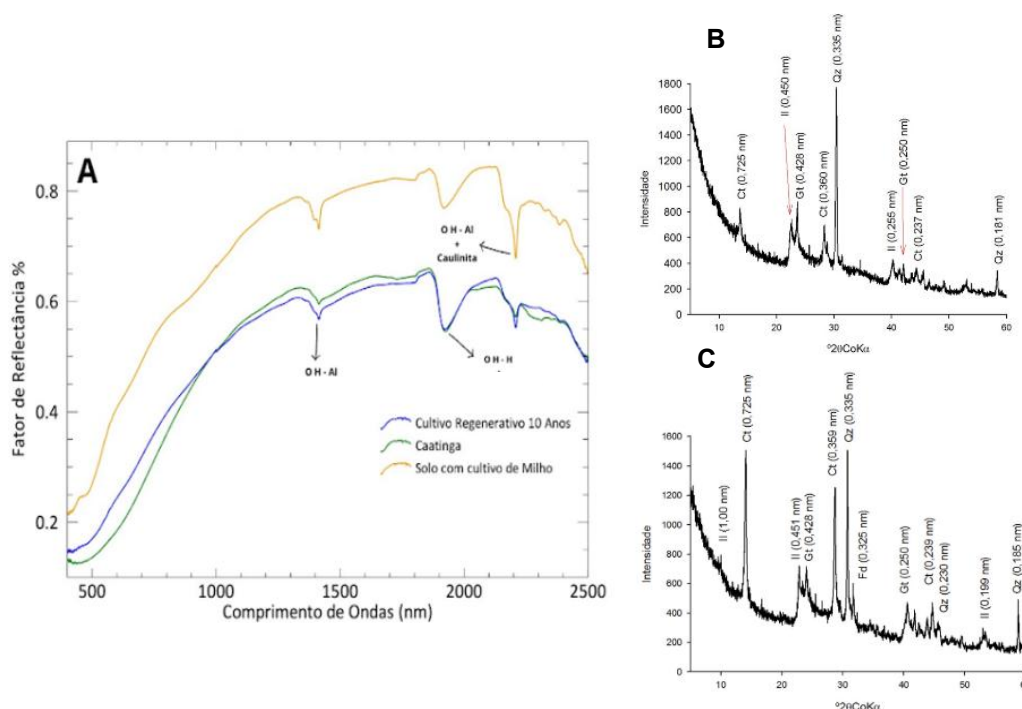 A
Fator de Reflectância %
0.8
0.6
0.4
0.2
OH-Al
+
Caulinita
OH-Al
OH-H
Cultivo Regenerativo 10 Anos
Caatinga
Solo com cultivo de Milho
500
1000
1500
2000
2500
Comprimento de Ondas (nm)
B
Intensidade
1800
1600
1400
1200
1000
800
600
400
200
0
Ct (0,725 nm)
Il (0,450 nm)
Gt (0,428 nm)
Ct (0,360 nm)
Qz (0,335 nm)
Il (0,255 nm)
Gt (0,250 nm)
Ct (0,237 nm)
Qz (0,181 nm)
10
20
30
40
50
60
º2θCoKα
C
Intensidade
1600
1400
1200
1000
800
600
400
200
0
Il (1,00 nm)
Ct (0,725 nm)
Il (0,451 nm)
Gt (0,428 nm)
Ct (0,359 nm)
Qz (0,335 nm)
Fd (0,325 nm)
Gt (0,250 nm)
Ct (0,239 nm)
Qz (0,230 nm)
Il (0,199 nm)
Qz (0,185 nm)
10
20
30
40
50
º2θCoKα